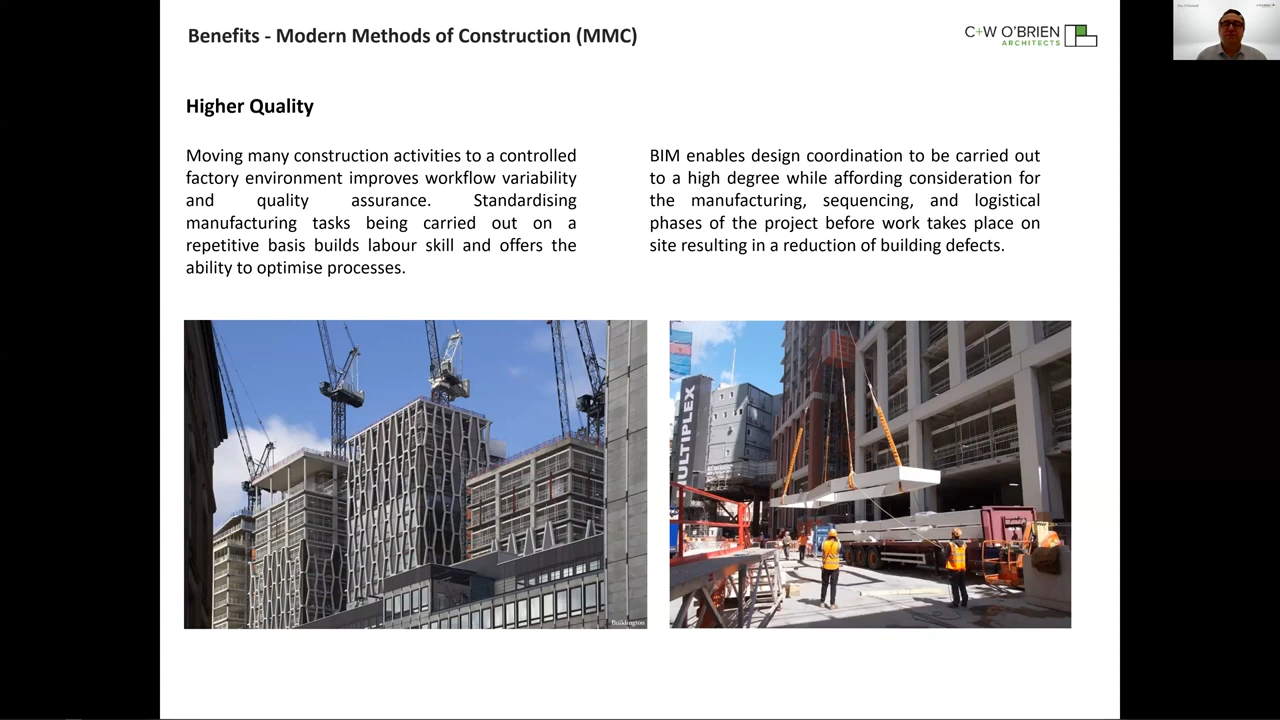 Benefits - Modern Methods of Construction (MMC)
C+W O'BRIEN
ARCHITECTS
Higher Quality
Moving many construction activities to a controlled
factory environment improves workflow variability
and quality assurance. Standardising
manufacturing tasks being carried out on a
repetitive basis builds labour skill and offers the
ability to optimise processes.
BIM enables design coordination to be carried out
to a high degree while affording consideration for
the manufacturing, sequencing, and logistical
phases of the project before work takes place on
site resulting in a reduction of building defects.
Buildington
ULTIPLEX